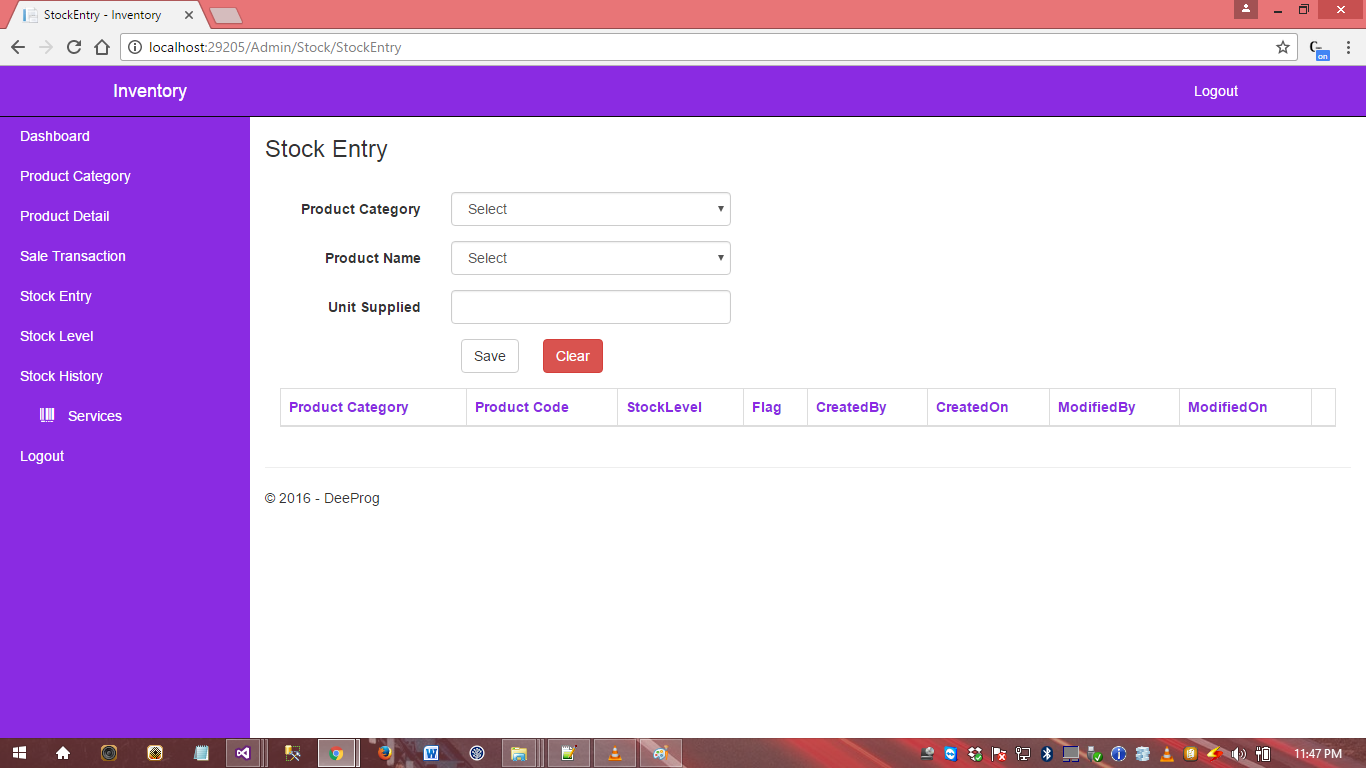 StockEntry - Inventory
localhost:29205/Admin/Stock/StockEntry
on
Inventory
Logout
Dashboard
Product Category
Product Detail
Sale Transaction
Stock Entry
Stock Level
Stock History
Services
Logout
Stock Entry
Product Category
Select
Product Name
Select
Unit Supplied
Save
Clear
Product Category
Product Code
StockLevel
Flag
CreatedBy
CreatedOn
ModifiedBy
ModifiedOn
© 2016 - DeeProg
11:47 PM